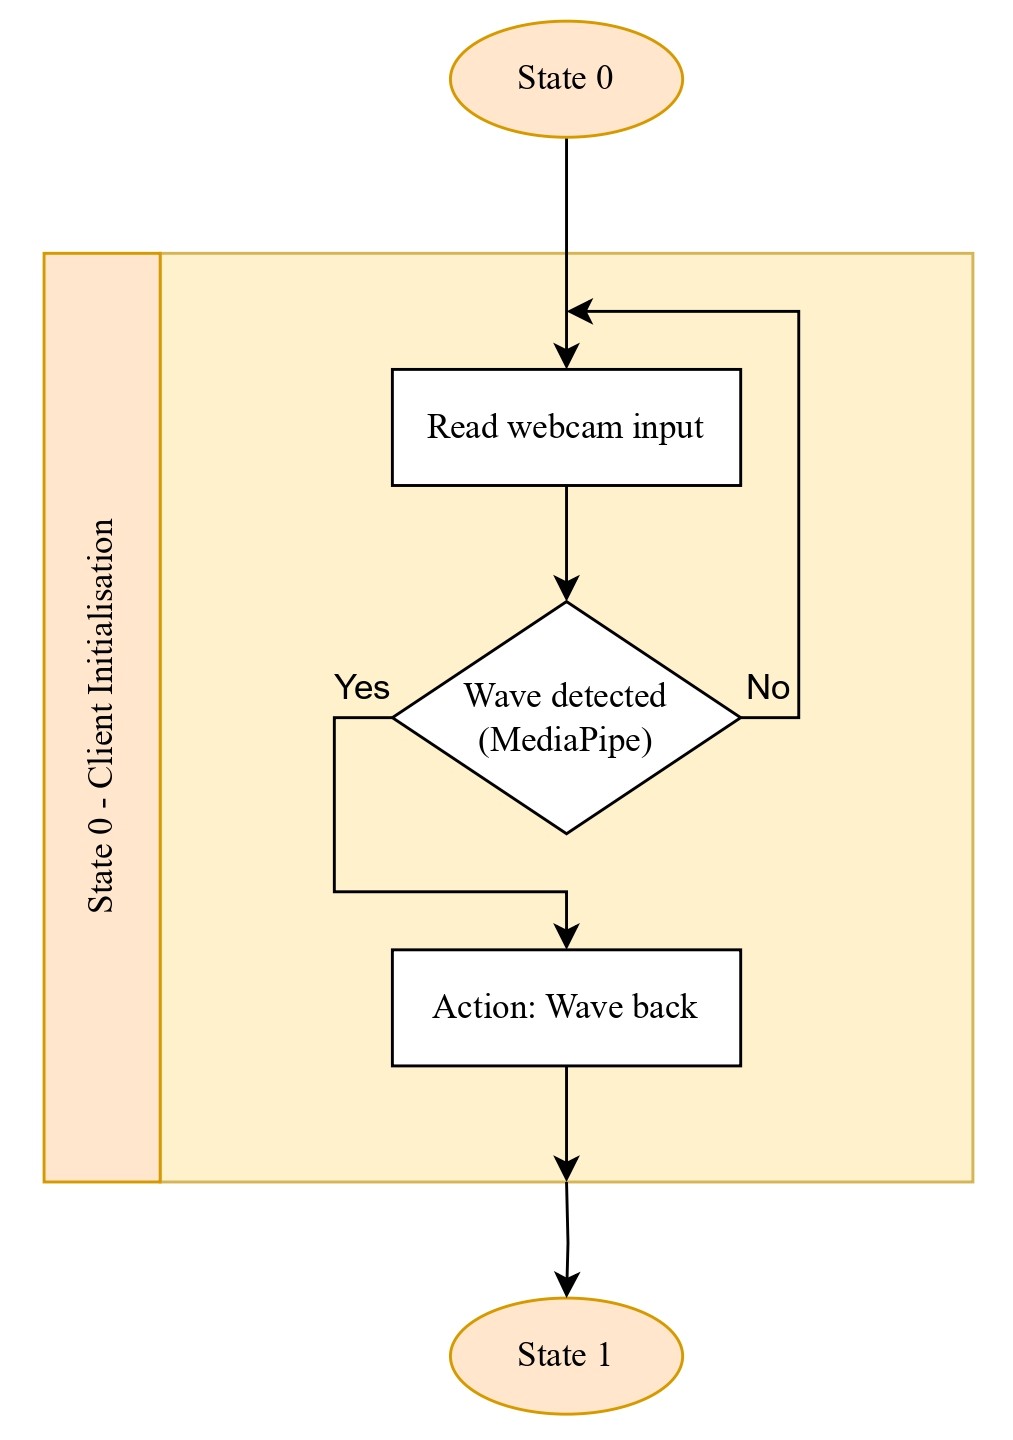 State 0
State 0 - Client Initialisation
Read webcam input
Wave detected
(MediaPipe)
Yes
No
Action: Wave back
State 1